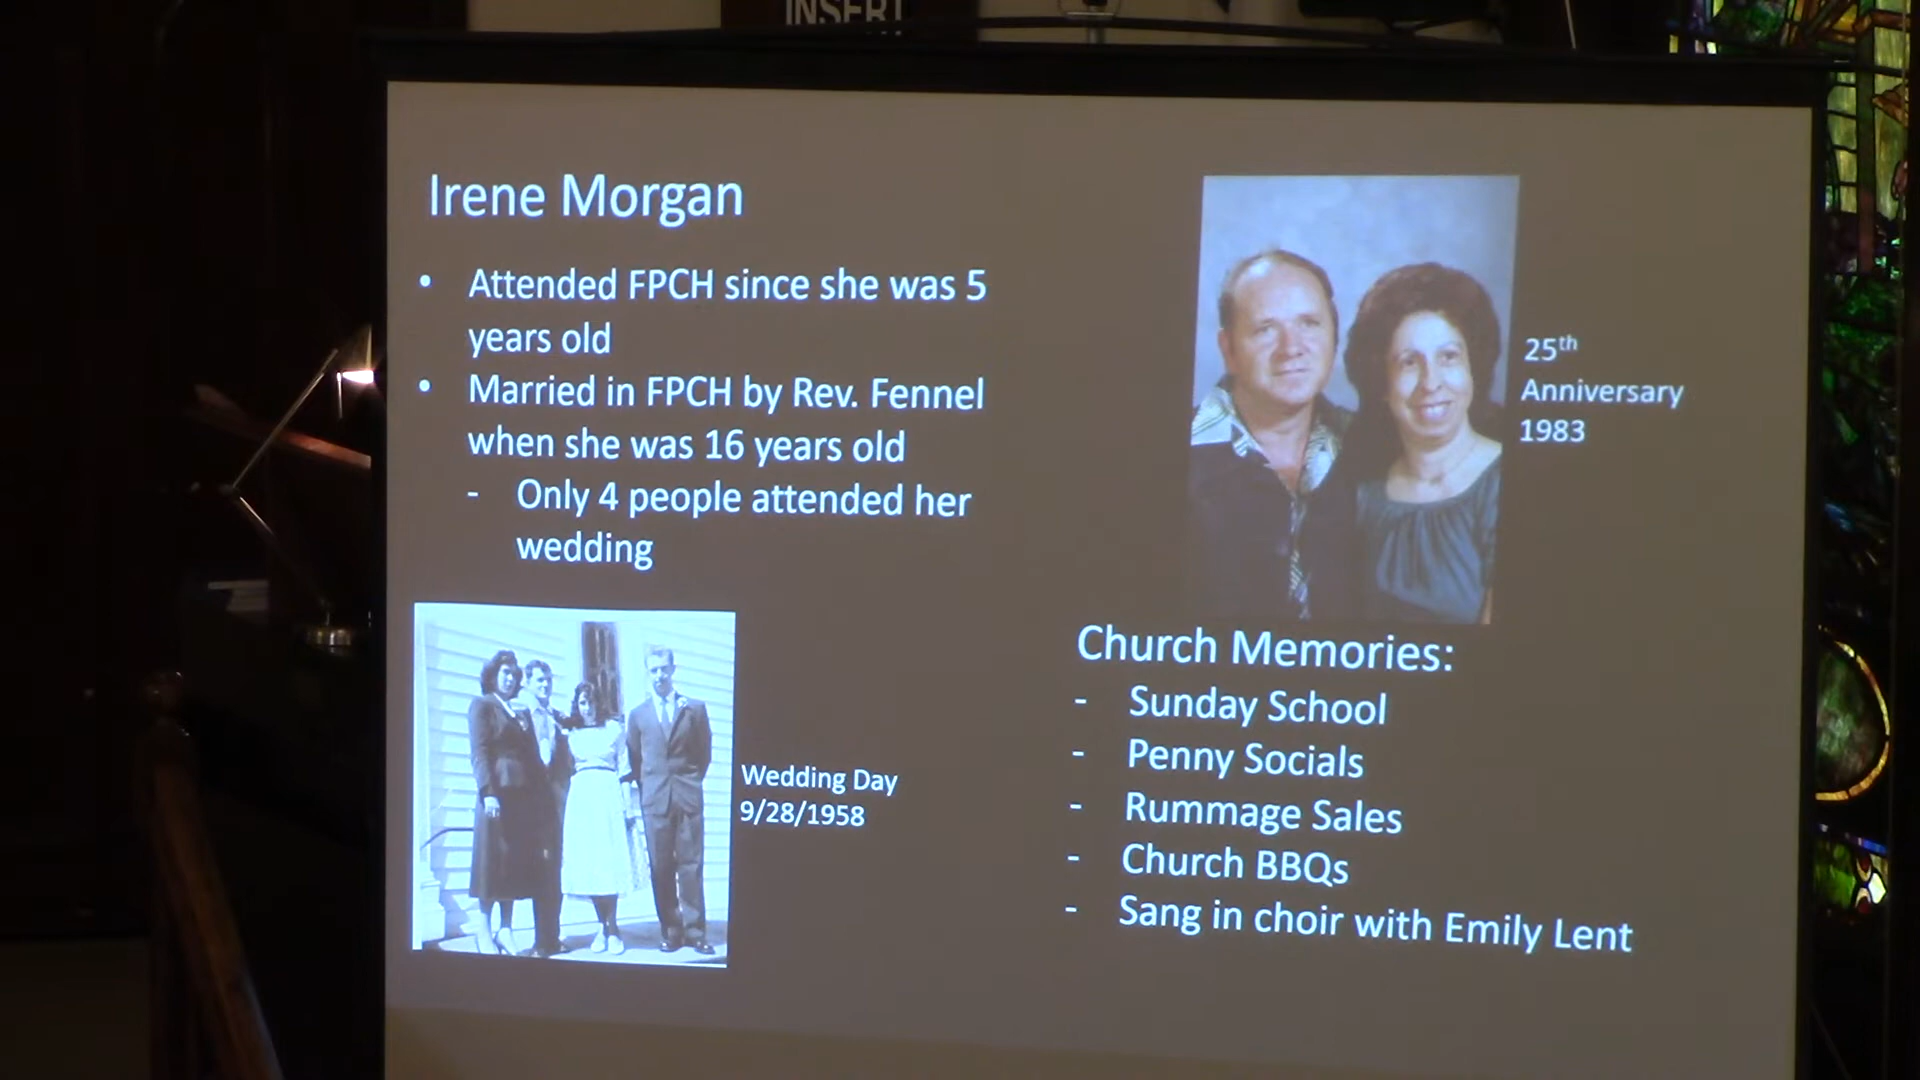 INSERT
Irene Morgan
• Attended FPCH since she was 5
years old
• Married in FPCH by Rev. Fennel
when she was 16 years old
- Only 4 people attended her
wedding
Wedding Day
9/28/1958
25th
Anniversary
1983
Church Memories:
- Sunday School
- Penny Socials
- Rummage Sales
- Church BBQs
- Sang in choir with Emily Lent